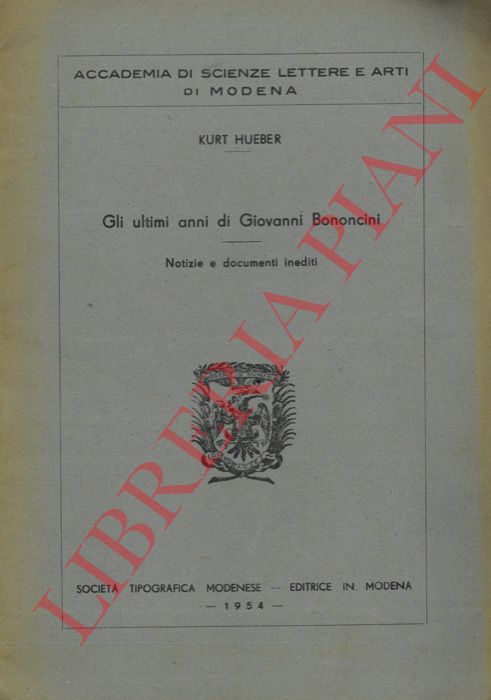 ACCADEMIA DI SCIENZE LETTERE E ARTI
DI MODENA
KURT HUEBER
Gli ultimi anni di Giovanni Bononcini
Notizie e documenti inediti
SOCIETÀ TIPOGRAFICA MODENESE — EDITRICE IN MODENA
— 1954 —
LIBRERIA PIANI